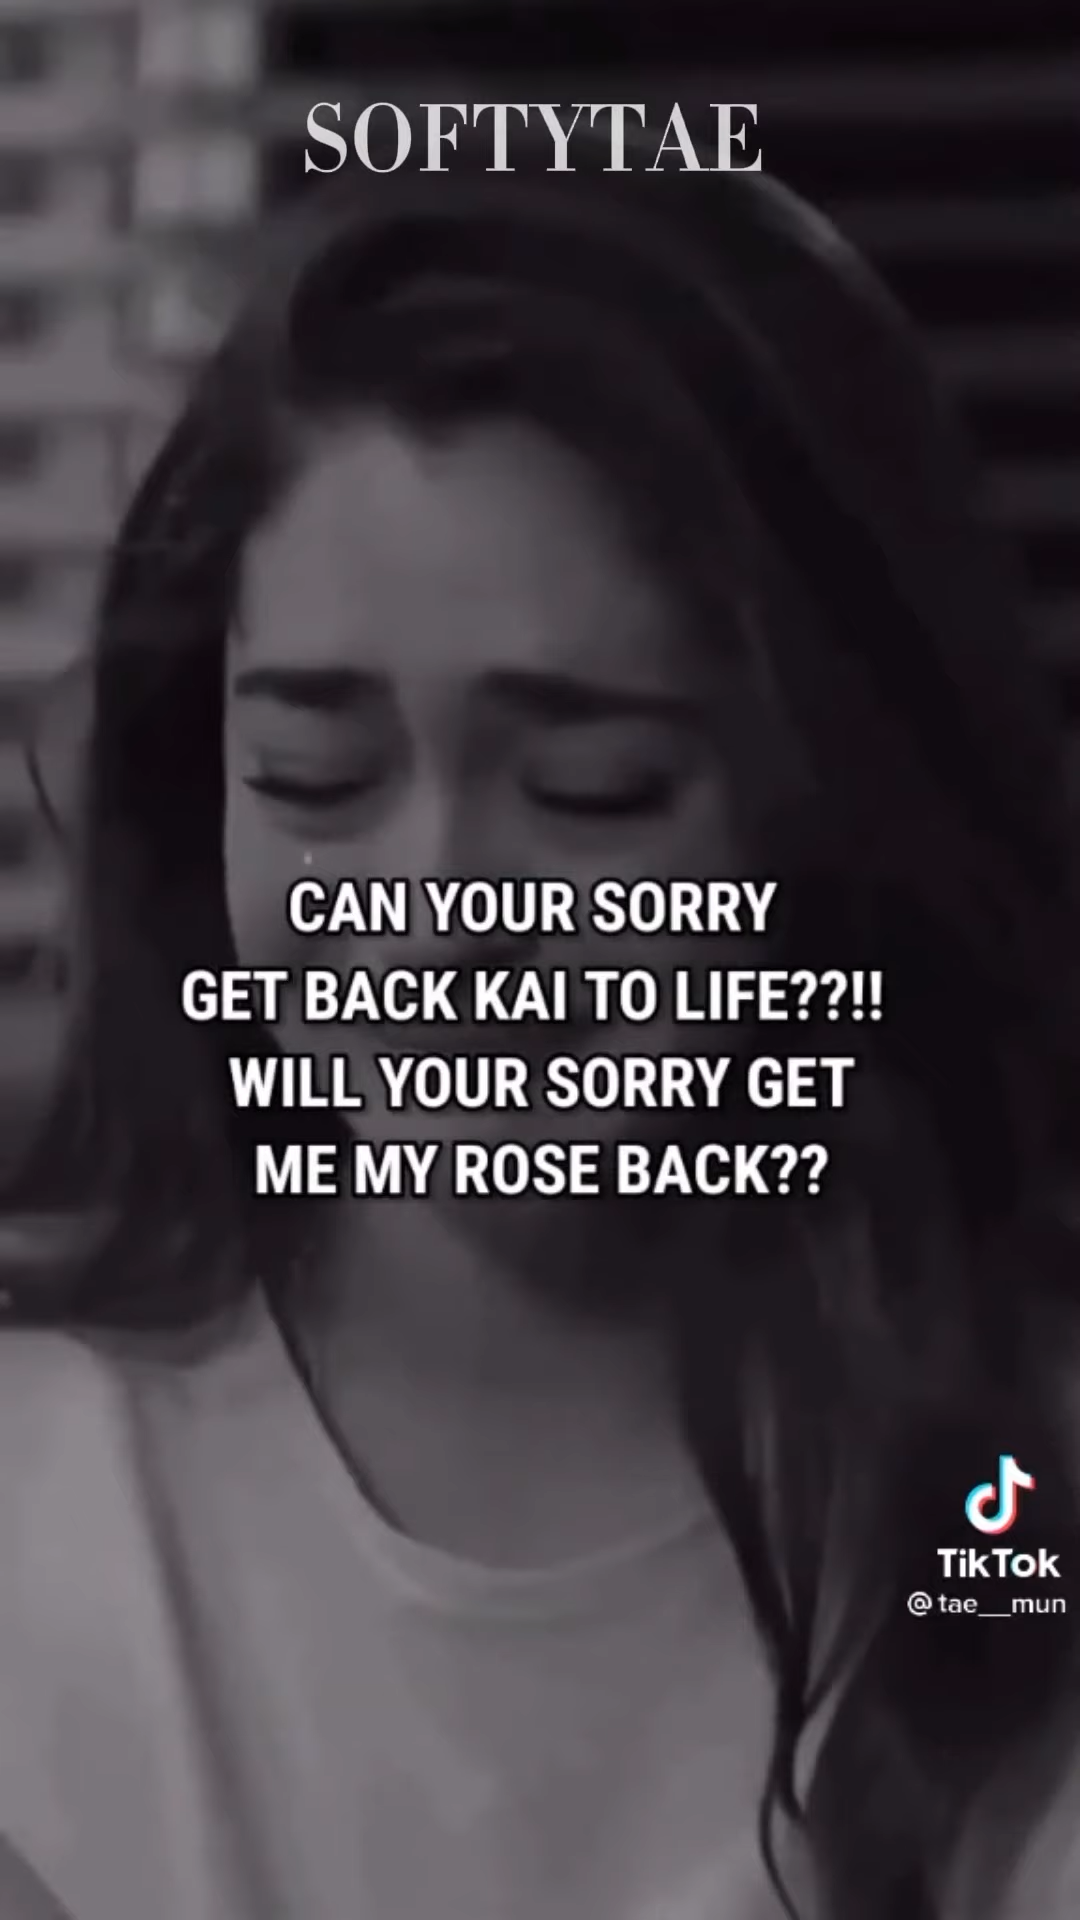 SOFTYTAE
CAN YOUR SORRY
GET BACK KAI TO LIFE??!!
WILL YOUR SORRY GET
ME MY ROSE BACK??
TikTok
@tae__mun